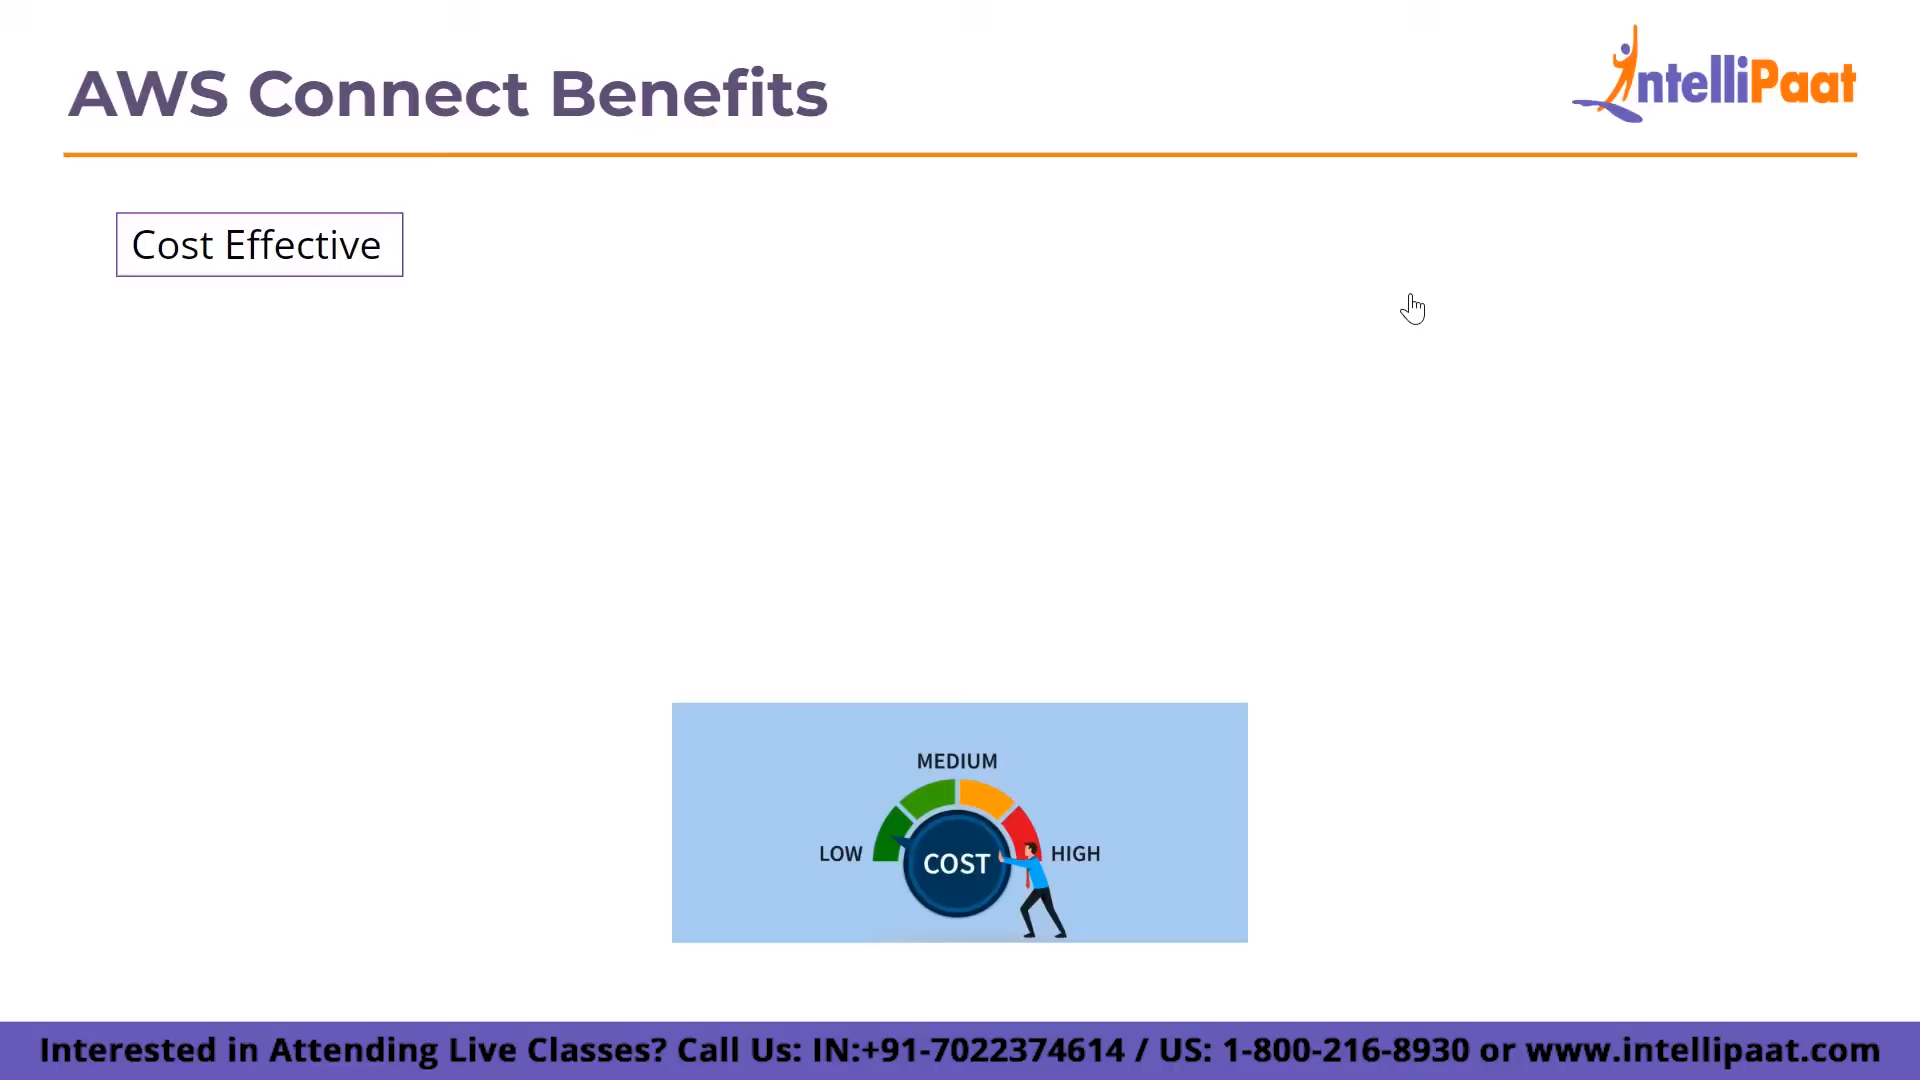 AWS Connect Benefits
IntelliPaat
Cost Effective
MEDIUM
LOW
COST
HIGH
Interested in Attending Live Classes? Call Us: IN:+91-7022374614 / US: 1-800-216-8930 or www.intellipaat.com